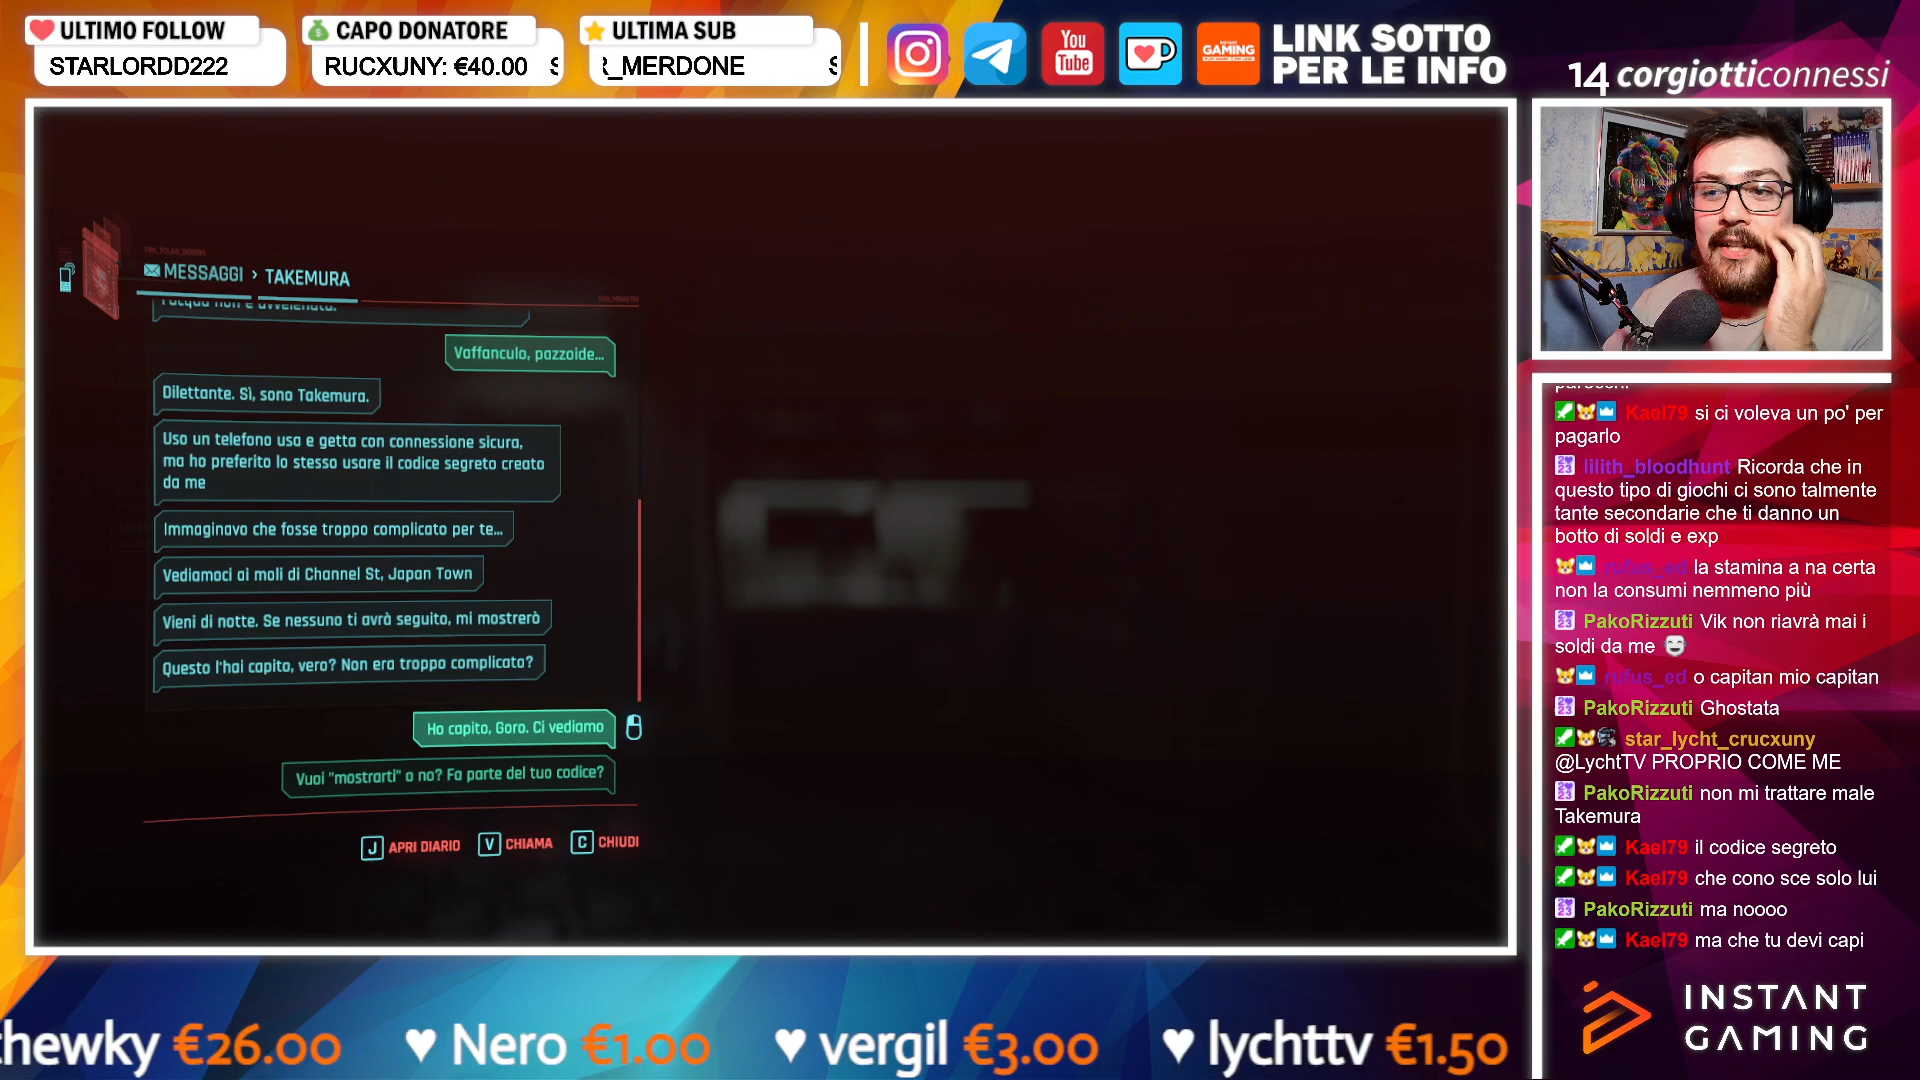 ULTIMO FOLLOW
STARLORDD222
CAPO DONATORE
RUCXUNY: €40.00 S
ULTIMA SUB
R_MERDONE S
You
Tube
INSTANT
GAMING
LINK SOTTO
PER LE INFO
14 corgiotticonnessi
MESSAGGI › TAKEMURA
l'acqua non è avvelenata.
Vaffanculo, pazzoide...
Dilettante. Sì, sono Takemura.
Uso un telefono usa e getta con connessione sicura,
ma ho preferito lo stesso usare il codice segreto creato
da me
Immaginavo che fosse troppo complicato per te...
Vediamoci ai moli di Channel St, Japan Town
Vieni di notte. Se nessuno ti avrà seguito, mi mostrerò
Questo l'hai capito, vero? Non era troppo complicato?
Ho capito, Goro. Ci vediamo
Vuoi "mostrarti" o no? Fa parte del tuo codice?
J APRI DIARIO V CHIAMA C CHIUDI
Kael79 si ci voleva un po' per
pagarlo
lilith_bloodhunt Ricorda che in
questo tipo di giochi ci sono talmente
tante secondarie che ti danno un
botto di soldi e exp
rufus_ed la stamina a na certa
non la consumi nemmeno più
PakoRizzuti Vik non riavrà mai i
soldi da me
rufus_ed o capitan mio capitan
PakoRizzuti Ghostata
star_lycht_crucxuny
@LychtTV PROPRIO COME ME
PakoRizzuti non mi trattare male
Takemura
Kael79 il codice segreto
Kael79 che cono sce solo lui
PakoRizzuti ma noooo
Kael79 ma che tu devi capi
INSTANT
GAMING
thewky €26.00 ♥ Nero €1.00 ♥ vergil €3.00 ♥ lychttv €1.50